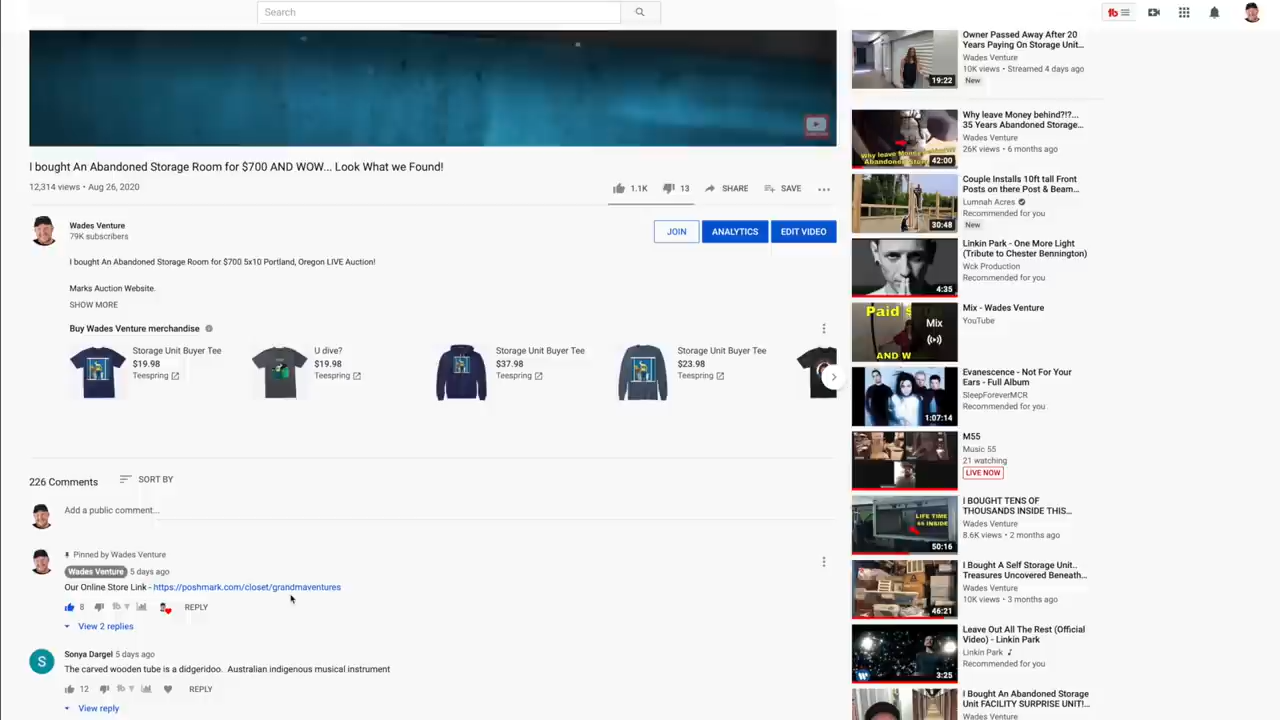 Search
I bought An Abandoned Storage Room for $700 AND WOW... Look What we Found!
12,314 views • Aug 26, 2020
1.1K
13
SHARE
SAVE
Wades Venture
79K subscribers
JOIN
ANALYTICS
EDIT VIDEO
I bought An Abandoned Storage Room for $700 5x10 Portland, Oregon LIVE Auction!
Marks Auction Website.
SHOW MORE
Buy Wades Venture merchandise
Storage Unit Buyer Tee
$19.98
Teespring
U dive?
$19.98
Teespring
Storage Unit Buyer Tee
$37.98
Teespring
Storage Unit Buyer Tee
$23.98
Teespring
226 Comments
SORT BY
Add a public comment...
Pinned by Wades Venture
Wades Venture 5 days ago
Our Online Store Link - https://poshmark.com/closet/grandmaventures
8
REPLY
View 2 replies
S
Sonya Dargel 5 days ago
The carved wooden tube is a didgeridoo. Australian indigenous musical instrument
12
REPLY
View reply
Owner Passed Away After 20
Years Paying On Storage Unit...
Wades Venture
10K views • Streamed 4 days ago
New
19:22
Why leave Money behind?!?...
35 Years Abandoned Storage...
Wades Venture
26K views • 6 months ago
42:00
Couple Installs 10ft tall Front
Posts on there Post & Beam...
Lumnah Acres
Recommended for you
New
30:48
Linkin Park - One More Light
(Tribute to Chester Bennington)
Wck Production
Recommended for you
4:35
Mix - Wades Venture
YouTube
Paid
Mix
AND W
Evanescence - Not For Your
Ears - Full Album
SleepForeverMCR
Recommended for you
1:07:14
M55
Music 55
21 watching
LIVE NOW
I BOUGHT TENS OF
THOUSANDS INSIDE THIS...
Wades Venture
8.6K views • 2 months ago
LIFE TIME
INSIDE
50:16
I Bought A Self Storage Unit..
Treasures Uncovered Beneath...
Wades Venture
10K views • 3 months ago
46:21
Leave Out All The Rest (Official
Video) - Linkin Park
Linkin Park
Recommended for you
3:25
I Bought An Abandoned Storage
Unit FACILITY SURPRISE UNIT!...
Wades Venture